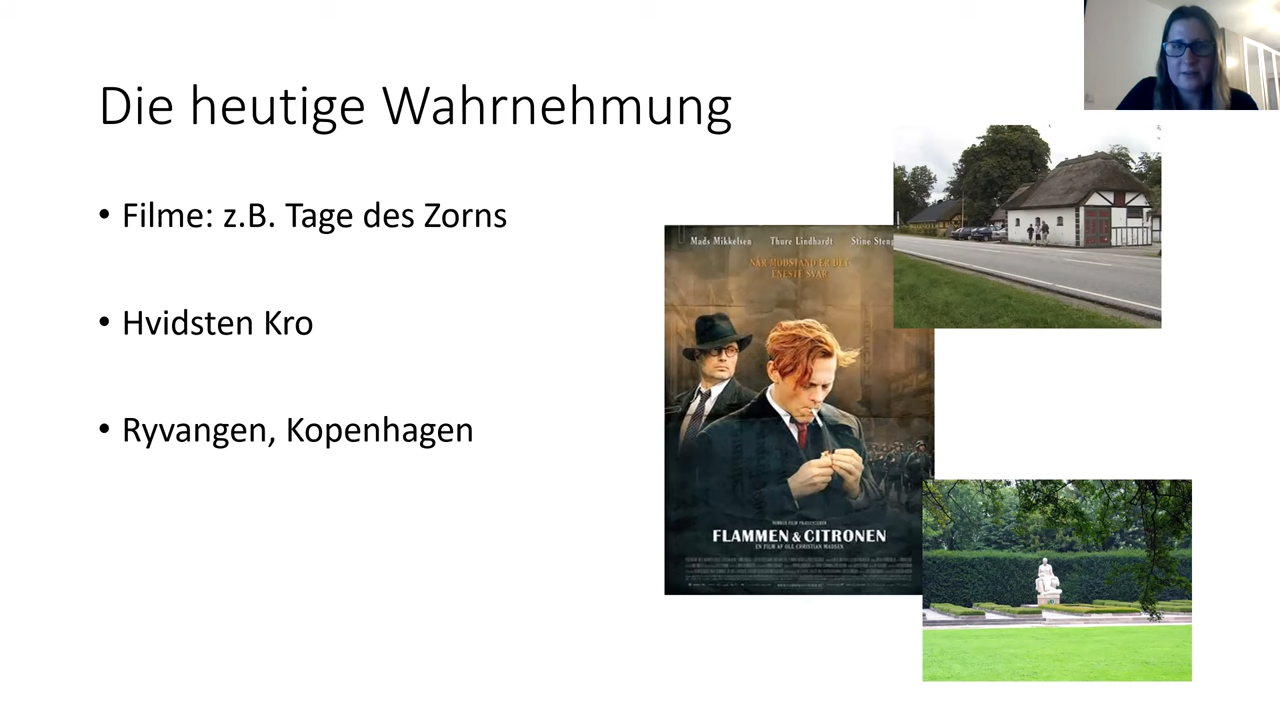 Die heutige Wahrnehmung
• Filme: z.B. Tage des Zorns
• Hvidsten Kro
• Ryvangen, Kopenhagen
Mads Mikkelsen Thure Lindhardt Stine
NÅR MODSTAND ER DET
ENESTE SVAR
FLAMMEN & CITRONEN
EN FILM AF OLE CHRISTIAN MADSEN